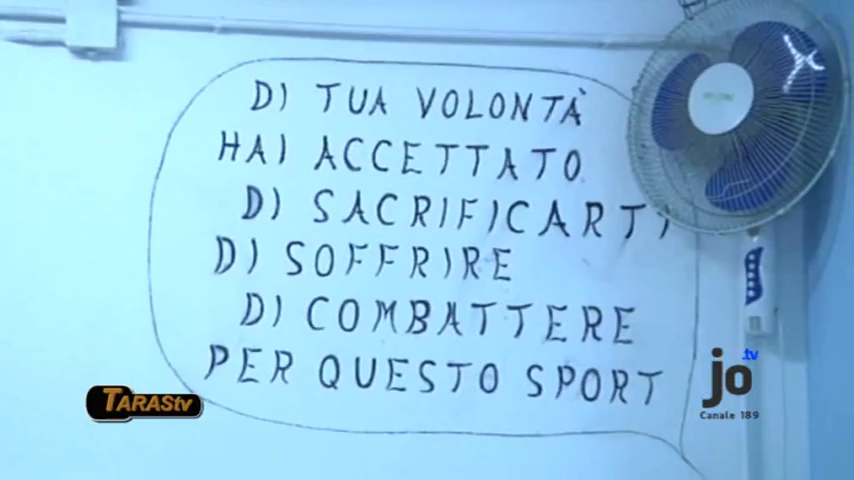 DI TUA VOLONTÀ
HAI ACCETTATO
DI SACRIFICARTI
DI SOFFRIRE
DI COMBATTERE
PER QUESTO SPORT
TARAStv
jo.tv
Canale 189